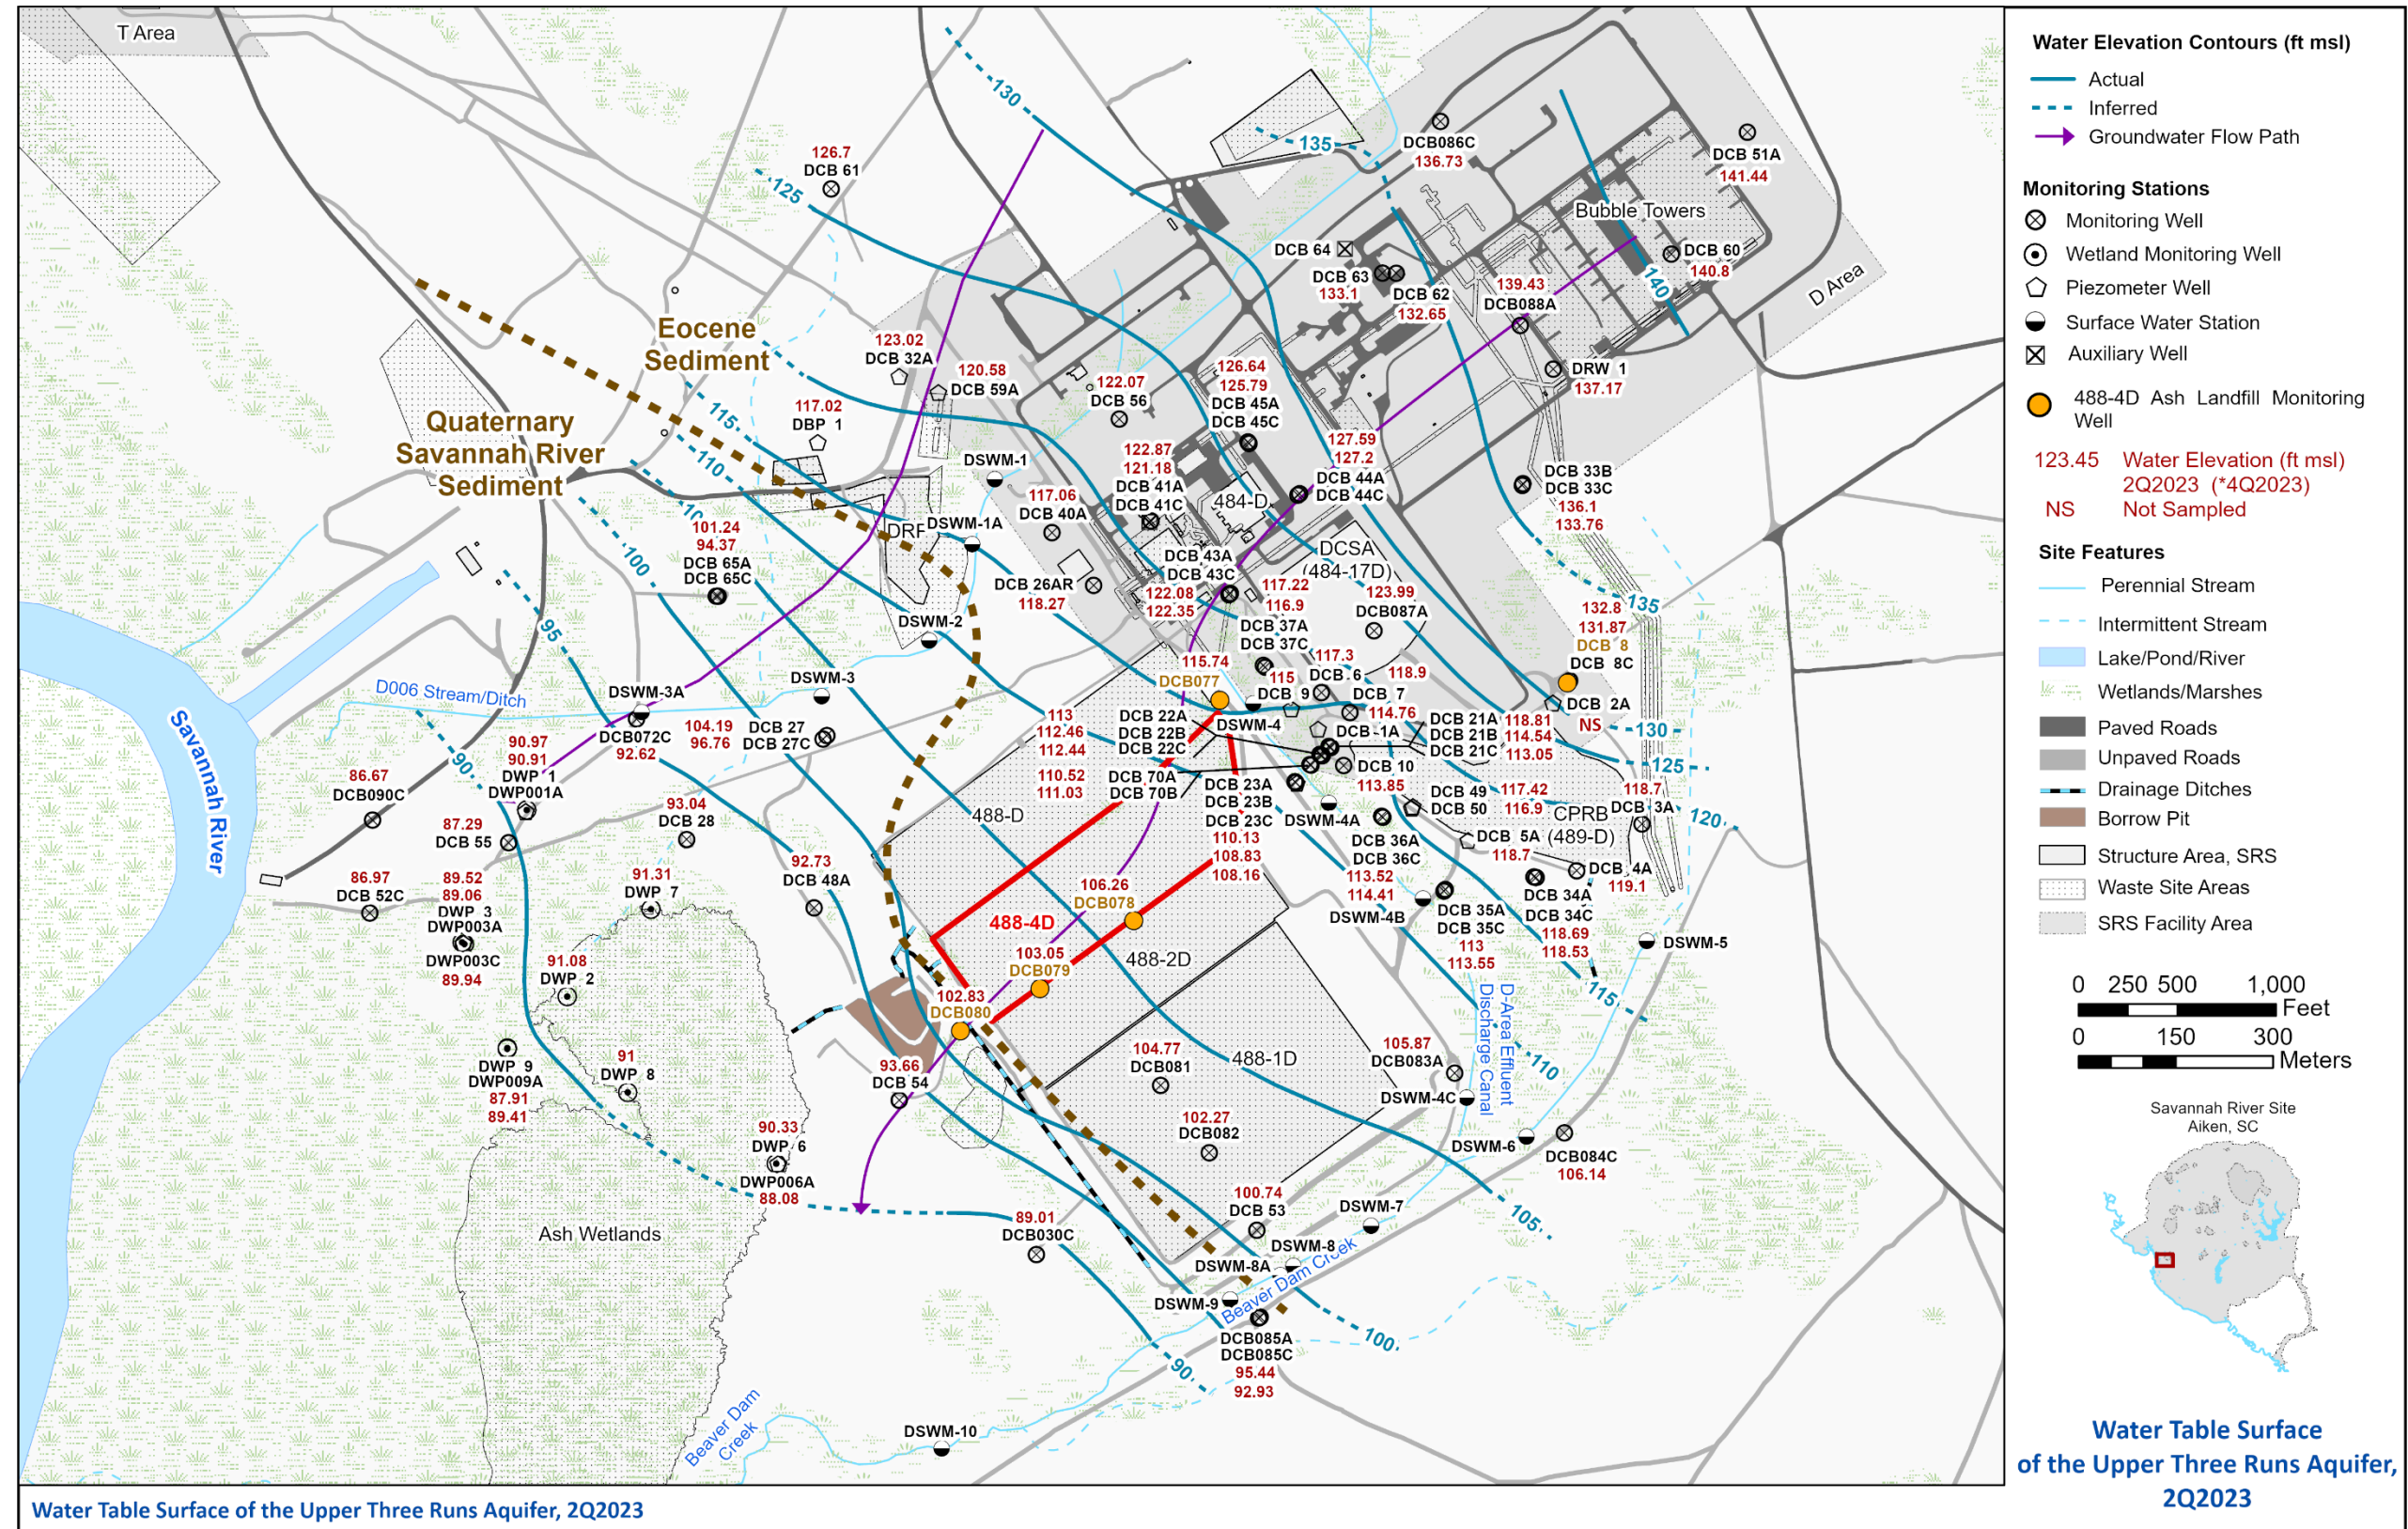 T Area
130
135
DCB086C
136.73
DCB 51A
141.44
126.7
DCB 61
125
Bubble Towers
DCB 64
DCB 60
140.8
DCB 63
133.1
DCB 62
132.65
139.43
DCB088A
140
D Area
Eocene
Sediment
123.02
DCB 32A
120.58
DCB 59A
122.07
DCB 56
126.64
125.79
DCB 45A
DCB 45C
DRW 1
137.17
115
117.02
DBP 1
Quaternary
Savannah River
Sediment
110
DSWM-1
122.87
121.18
DCB 41A
DCB 41C
127.59
127.2
DCB 44A
DCB 44C
DCB 33B
DCB 33C
136.1
133.76
117.06
DCB 40A
484-D
10
101.24
94.37
DCB 65A
DCB 65C
DRF
DSWM-1A
100
DCB 43A
DCB 43C
122.08
122.35
DCSA
(484-17D)
123.99
DCB087A
DCB 26AR
118.27
117.22
116.9
DCB 37A
DCB 37C
135
132.8
131.87
DCB 8
DCB 8C
95
DSWM-2
115.74
DCB077
117.3
DCB 6
118.9
115
DCB 9
DCB 7
114.76
DCB 2A
NS
130
D006 Stream/Ditch
DSWM-3A
DSWM-3
DCB072C
92.62
104.19
96.76
DCB 27
DCB 27C
113
112.46
112.44
DCB 22A
DCB 22B
DCB 22C
DSWM-4
DCB -1A
DCB 21A
DCB 21B
DCB 21C
118.81
114.54
113.05
125
Savannah River
90
90.97
90.91
DWP 1
DWP001A
86.67
DCB090C
110.52
111.03
DCB 70A
DCB 70B
DCB 10
113.85
DCB 23A
DCB 23B
DCB 23C
110.13
108.83
108.16
DCB 49
DCB 50
117.42
116.9
118.7
DCB 3A
120
CPRB
(489-D)
93.04
DCB 28
488-D
DSWM-4A
87.29
DCB 55
DCB 36A
DCB 36C
113.52
114.41
DCB 5A
118.7
92.73
DCB 48A
DCB 4A
119.1
86.97
DCB 52C
89.52
89.06
DWP 3
DWP003A
DWP003C
89.94
91.31
DWP 7
106.26
DCB078
488-4D
DSWM-4B
DCB 35A
DCB 35C
113
113.55
DCB 34A
DCB 34C
118.69
118.53
DSWM-5
91.08
DWP 2
103.05
DCB079
488-2D
102.83
DCB080
D-Area Effluent
Discharge Canal
115
DWP 9
DWP009A
87.91
89.41
91
DWP 8
93.66
DCB 54
104.77
DCB081
488-1D
105.87
DCB083A
110
DSWM-4C
102.27
DCB082
90.33
DWP 6
DWP006A
88.08
DSWM-6
DCB084C
106.14
Ash Wetlands
100.74
DCB 53
DSWM-7
105
89.01
DCB030C
DSWM-8
DSWM-8A
DSWM-9
Beaver Dam Creek
DCB085A
DCB085C
95.44
92.93
100
90
Beaver Dam
Creek
DSWM-10
Water Table Surface of the Upper Three Runs Aquifer, 2Q2023
Water Elevation Contours (ft msl)
Actual
Inferred
Groundwater Flow Path
Monitoring Stations
Monitoring Well
Wetland Monitoring Well
Piezometer Well
Surface Water Station
Auxiliary Well
488-4D Ash Landfill Monitoring
Well
123.45 Water Elevation (ft msl)
2Q2023 (*4Q2023)
NS Not Sampled
Site Features
Perennial Stream
Intermittent Stream
Lake/Pond/River
Wetlands/Marshes
Paved Roads
Unpaved Roads
Drainage Ditches
Borrow Pit
Structure Area, SRS
Waste Site Areas
SRS Facility Area
0 250 500 1,000
Feet
0 150 300
Meters
Savannah River Site
Aiken, SC
Water Table Surface
of the Upper Three Runs Aquifer,
2Q2023